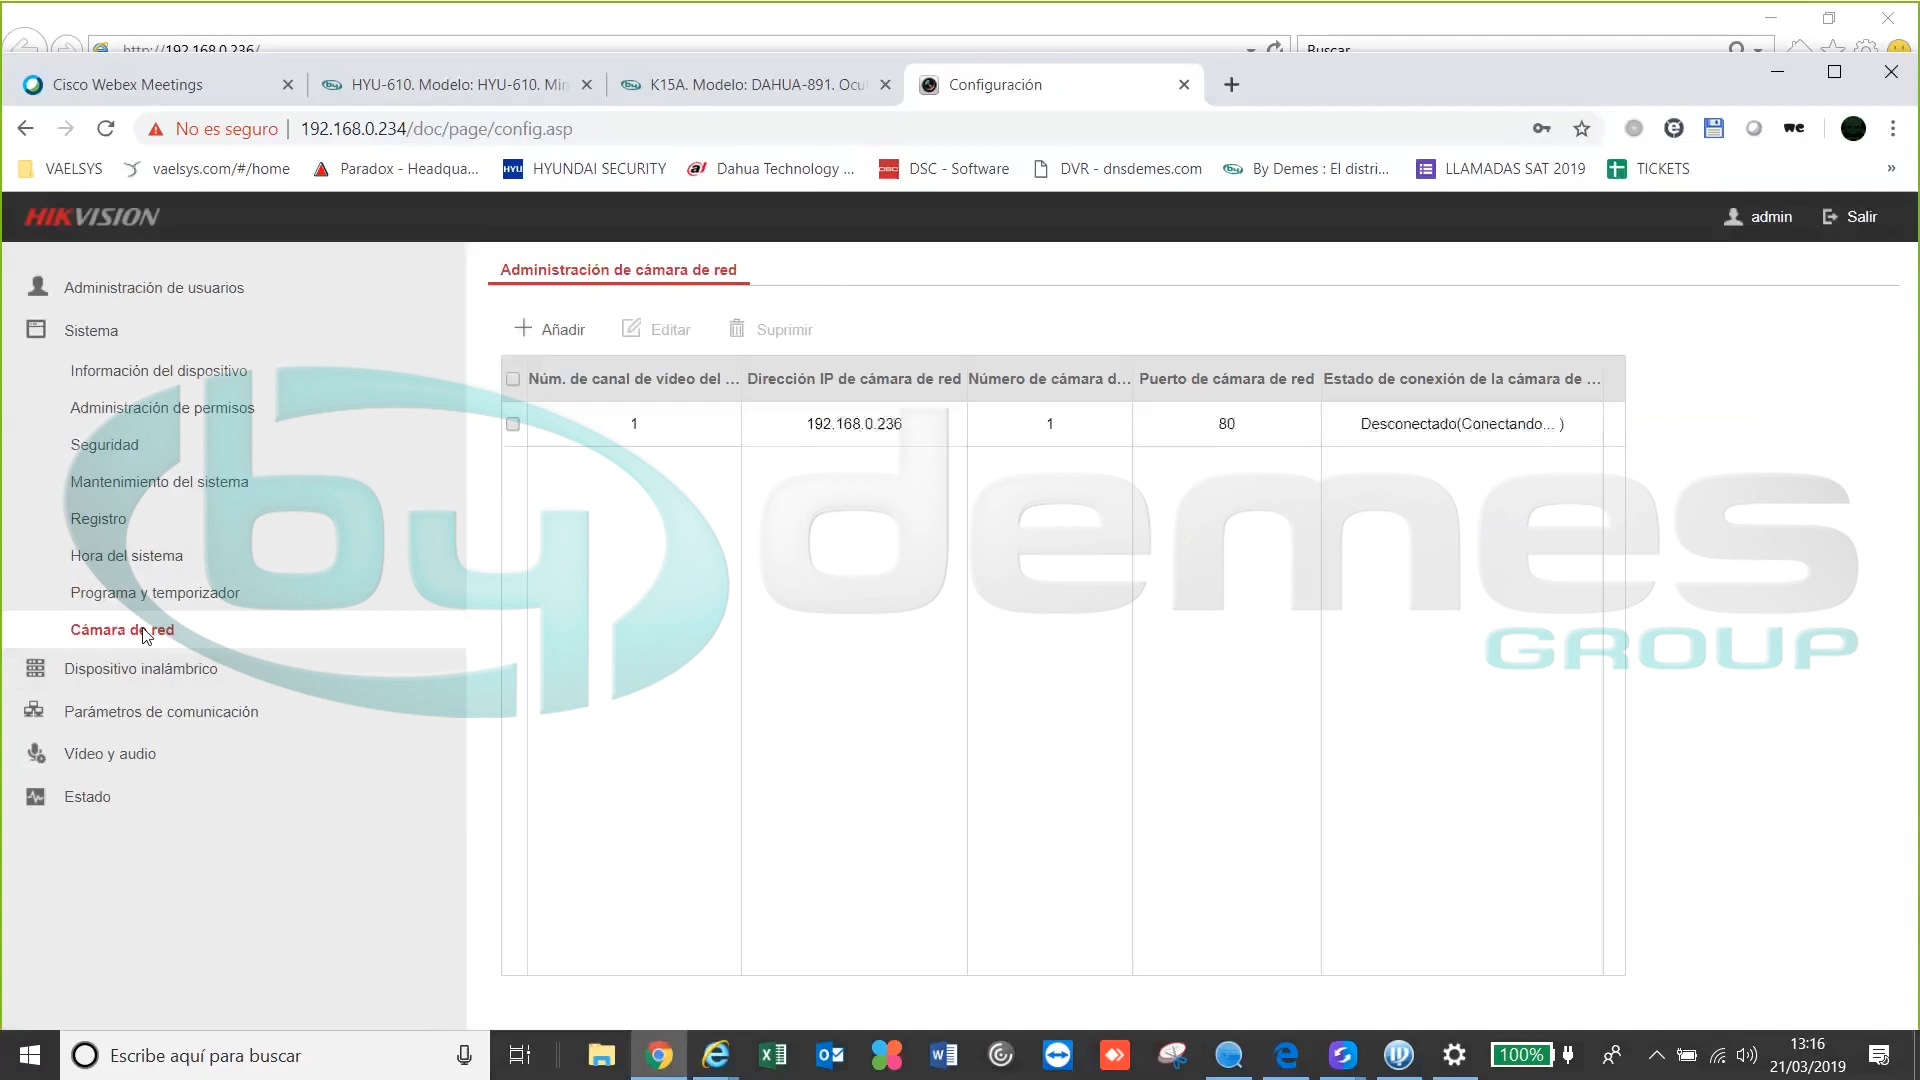 http://192.168.0.236/
Buscar
Cisco Webex Meetings
HYU-610. Modelo: HYU-610. Min
K15A. Modelo: DAHUA-891. Ocu
Configuración
No es seguro | 192.168.0.234/doc/page/config.asp
VAELSYS
vaelsys.com/#/home
Paradox - Headqua...
HYU HYUNDAI SECURITY
Dahua Technology ...
DSC DSC - Software
DVR - dnsdemes.com
By Demes : El distri...
LLAMADAS SAT 2019
TICKETS
»
HIKVISION
admin
Salir
Administración de usuarios
Sistema
Información del dispositivo
Administración de permisos
Seguridad
Mantenimiento del sistema
Registro
Hora del sistema
Programa y temporizador
Cámara de red
Dispositivo inalámbrico
Parámetros de comunicación
Vídeo y audio
Estado
Administración de cámara de red
Añadir
Editar
Suprimir
Núm. de canal de vídeo del ... Dirección IP de cámara de red Número de cámara d... Puerto de cámara de red Estado de conexión de la cámara de ...
1 192.168.0.236 1 80 Desconectado(Conectando... )
by demes
GROUP
Escribe aquí para buscar
100%
13:16
21/03/2019